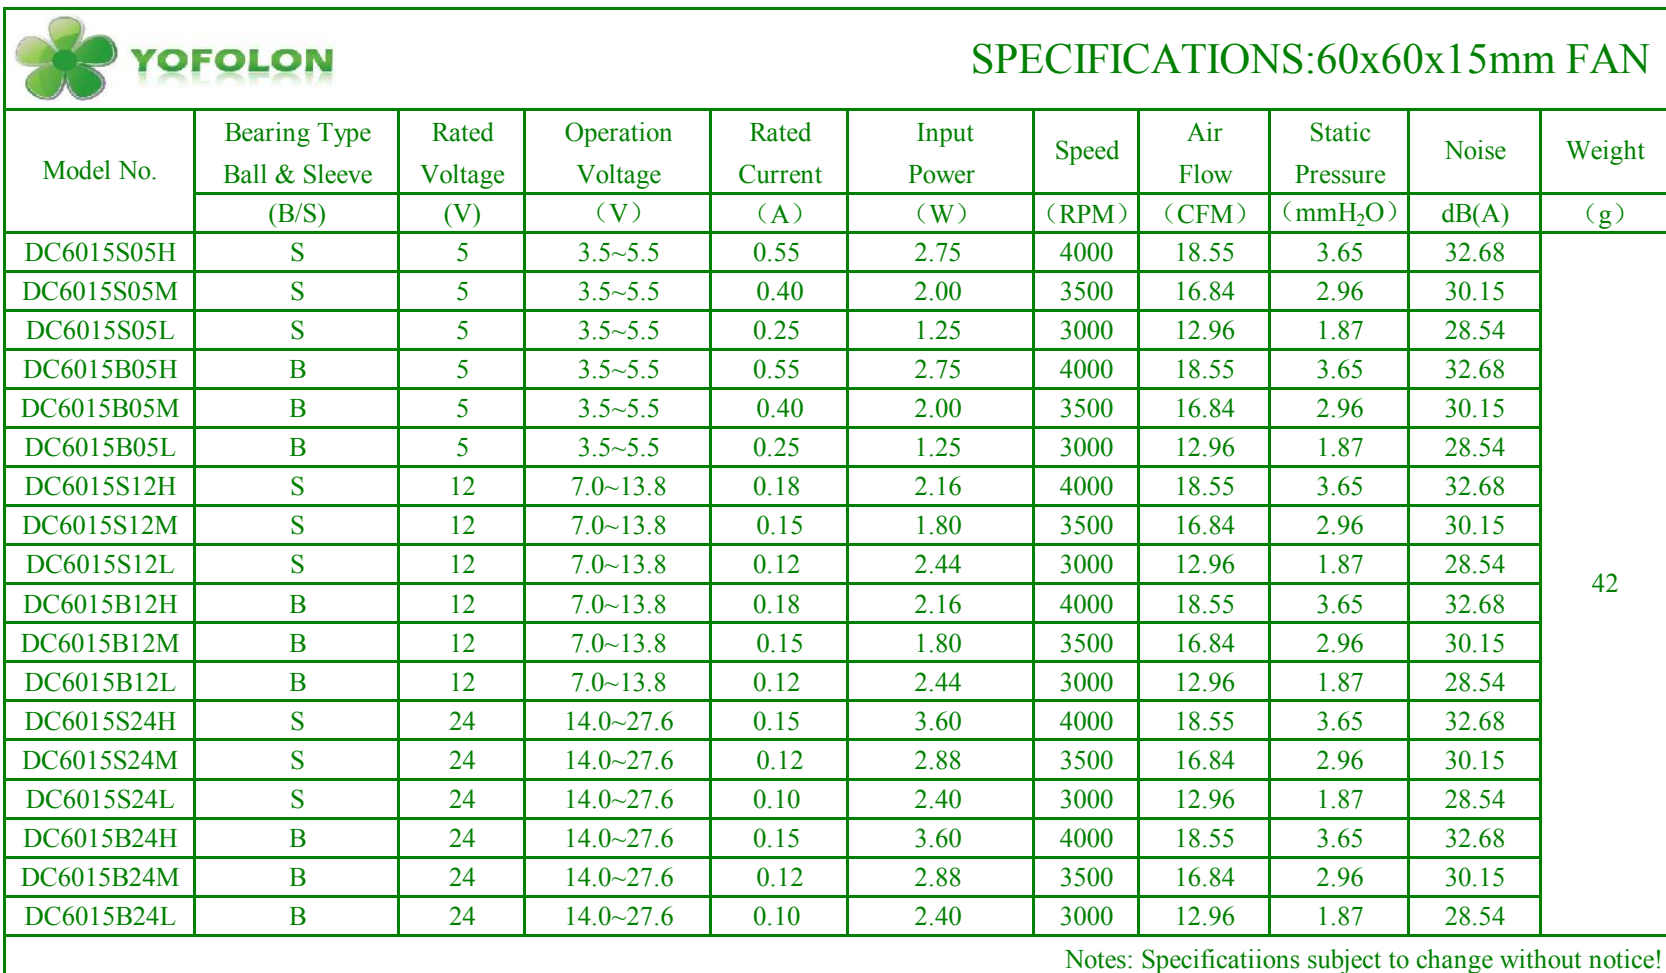 YOFOLON
SPECIFICATIONS:60x60x15mm FAN
Model No. Bearing Type Ball & Sleeve Rated Voltage Operation Voltage Rated Current Input Power Speed Air Flow Static Pressure Noise Weight
(B/S) (V) （V） （A） （W） （RPM） （CFM） （mmH₂O） dB(A) （g）
DC6015S05H S 5 3.5~5.5 0.55 2.75 4000 18.55 3.65 32.68
DC6015S05M S 5 3.5~5.5 0.40 2.00 3500 16.84 2.96 30.15
DC6015S05L S 5 3.5~5.5 0.25 1.25 3000 12.96 1.87 28.54
DC6015B05H B 5 3.5~5.5 0.55 2.75 4000 18.55 3.65 32.68
DC6015B05M B 5 3.5~5.5 0.40 2.00 3500 16.84 2.96 30.15
DC6015B05L B 5 3.5~5.5 0.25 1.25 3000 12.96 1.87 28.54
DC6015S12H S 12 7.0~13.8 0.18 2.16 4000 18.55 3.65 32.68
DC6015S12M S 12 7.0~13.8 0.15 1.80 3500 16.84 2.96 30.15
DC6015S12L S 12 7.0~13.8 0.12 2.44 3000 12.96 1.87 28.54
DC6015B12H B 12 7.0~13.8 0.18 2.16 4000 18.55 3.65 32.68
42
DC6015B12M B 12 7.0~13.8 0.15 1.80 3500 16.84 2.96 30.15
DC6015B12L B 12 7.0~13.8 0.12 2.44 3000 12.96 1.87 28.54
DC6015S24H S 24 14.0~27.6 0.15 3.60 4000 18.55 3.65 32.68
DC6015S24M S 24 14.0~27.6 0.12 2.88 3500 16.84 2.96 30.15
DC6015S24L S 24 14.0~27.6 0.10 2.40 3000 12.96 1.87 28.54
DC6015B24H B 24 14.0~27.6 0.15 3.60 4000 18.55 3.65 32.68
DC6015B24M B 24 14.0~27.6 0.12 2.88 3500 16.84 2.96 30.15
DC6015B24L B 24 14.0~27.6 0.10 2.40 3000 12.96 1.87 28.54
Notes: Specificatiions subject to change without notice!